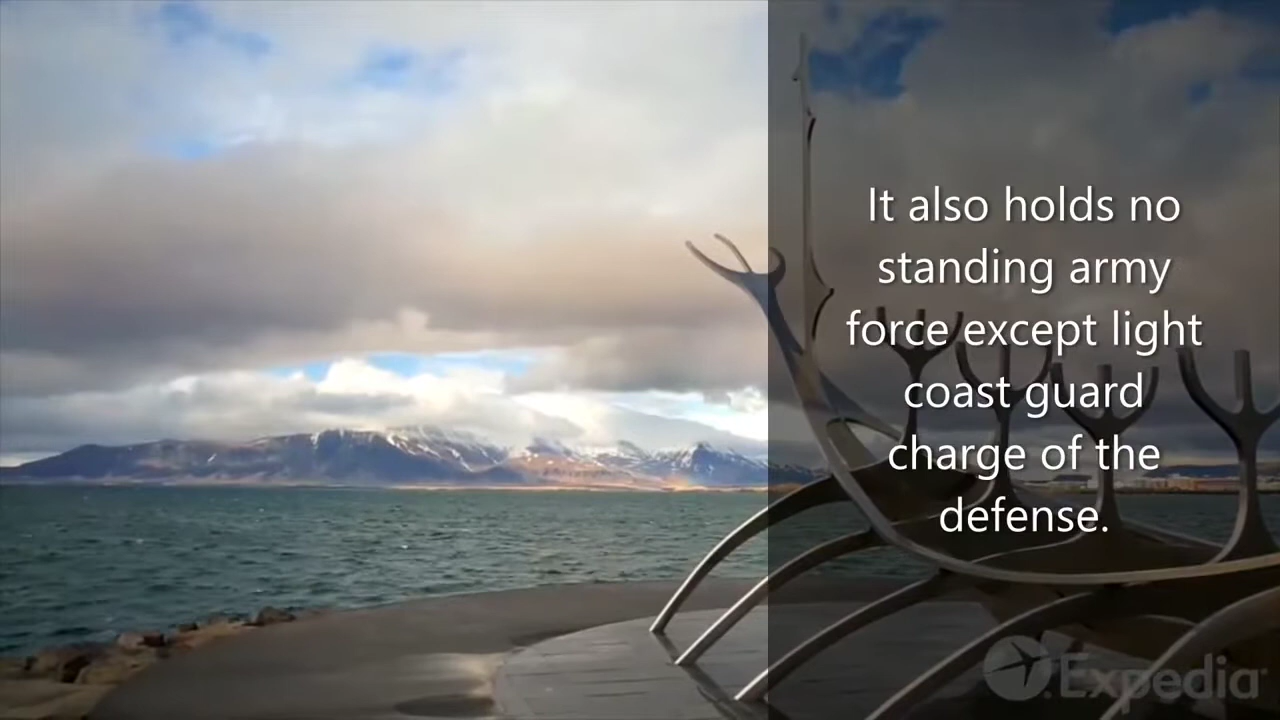 It also holds no
standing army
force except light
coast guard
charge of the
defense.
Expedia